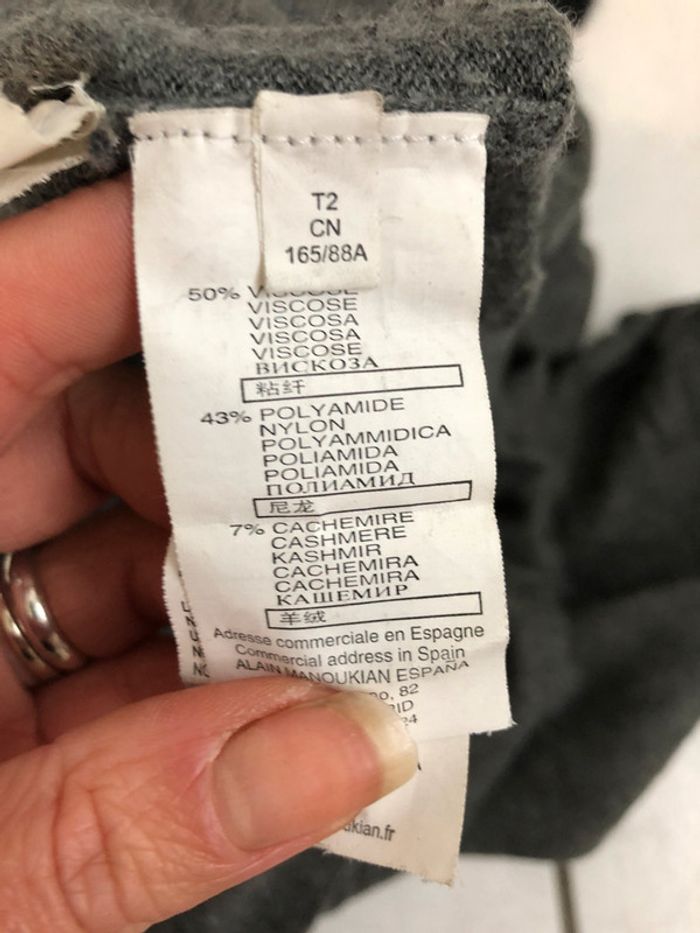 T2
CN
165/88A
50% VISCOSE
VISCOSE
VISCOSA
VISCOSA
VISCOSE
ВИСКОЗА
粘纤
43% POLYAMIDE
NYLON
POLYAMMIDICA
POLIAMIDA
POLIAMIDA
ПОЛИАМИД
尼龙
7% CACHEMIRE
CASHMERE
KASHMIR
CACHEMIRA
CACHEMIRA
КАШЕМИР
羊绒
Adresse commerciale en Espagne
Commercial address in Spain
ALAIN MANOUKIAN ESPAÑA
82